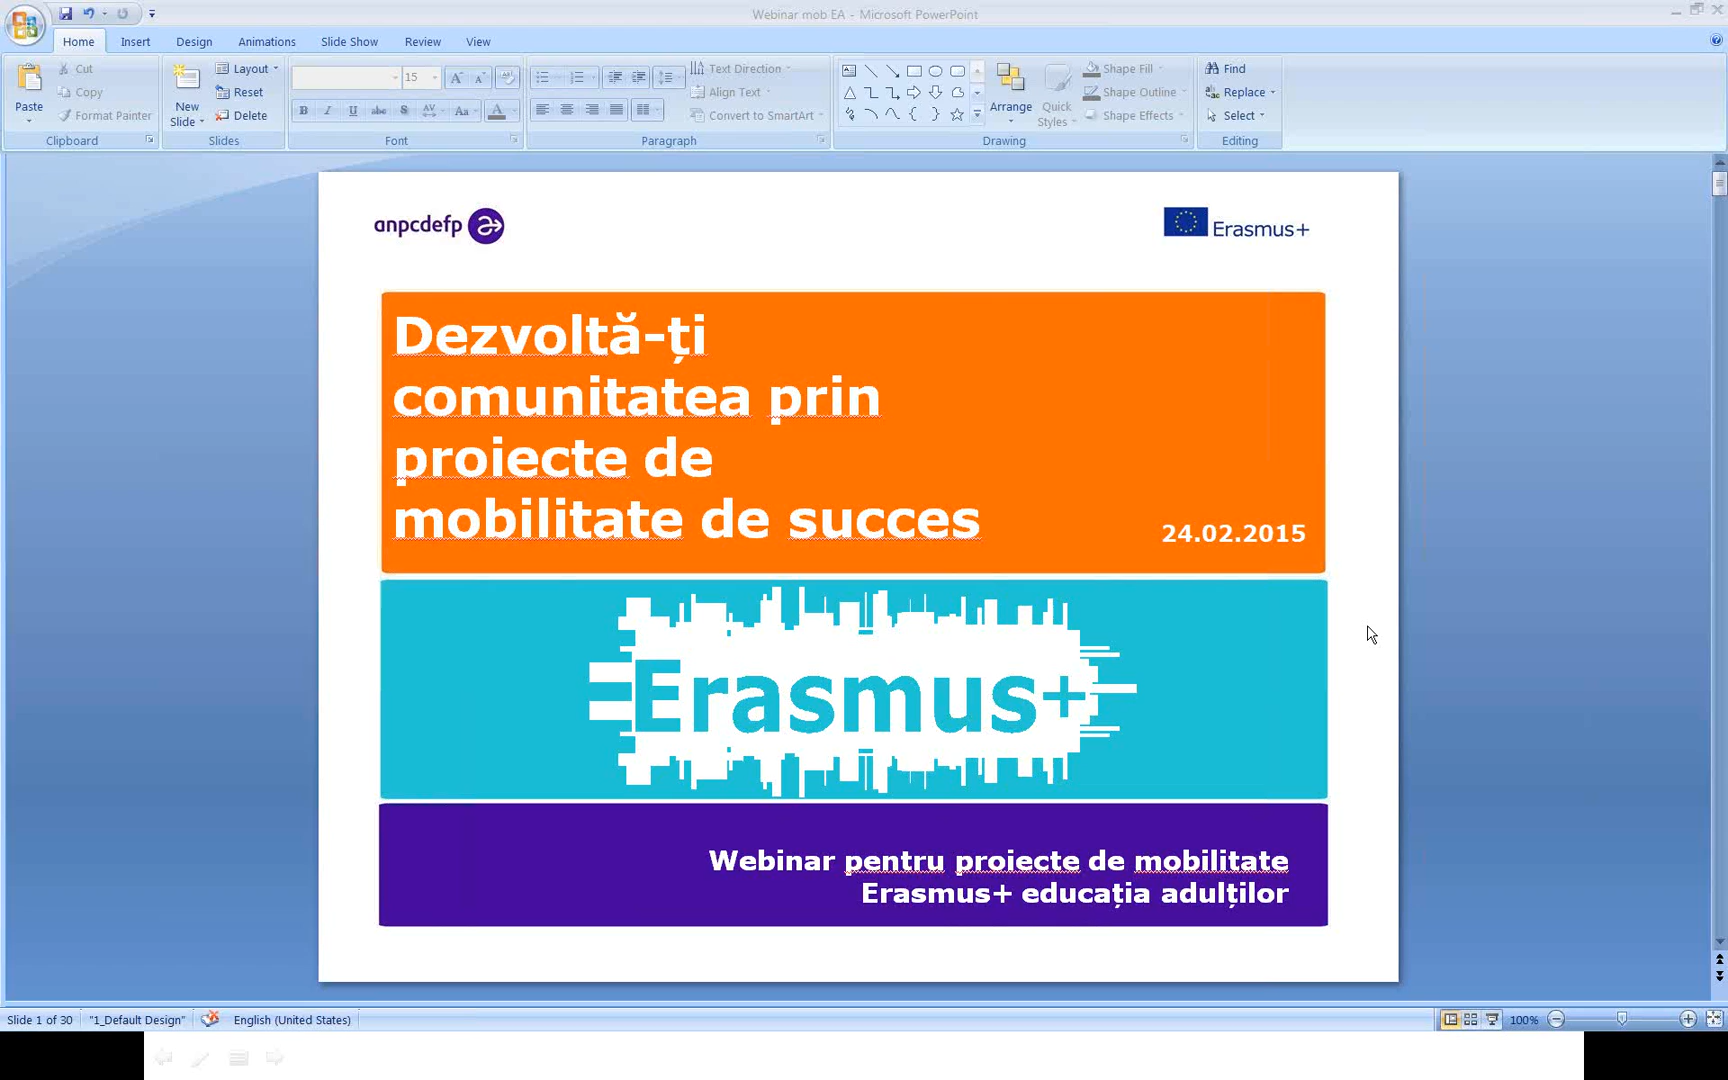 Webinar mob EA - Microsoft PowerPoint
Home Insert Design Animations Slide Show Review View
Paste Cut Copy Format Painter Clipboard
New Slide Layout Reset Delete Slides
15 B I U abc S AV Aa A Font
Text Direction Align Text Convert to SmartArt Paragraph
Arrange Quick Styles Shape Fill Shape Outline Shape Effects Drawing
Find Replace Select Editing
anpcdefp
Erasmus+
Dezvoltă-ți
comunitatea prin
proiecte de
mobilitate de succes
24.02.2015
Erasmus+
Webinar pentru proiecte de mobilitate
Erasmus+ educația adulților
Slide 1 of 30 "1_Default Design" English (United States) 100%